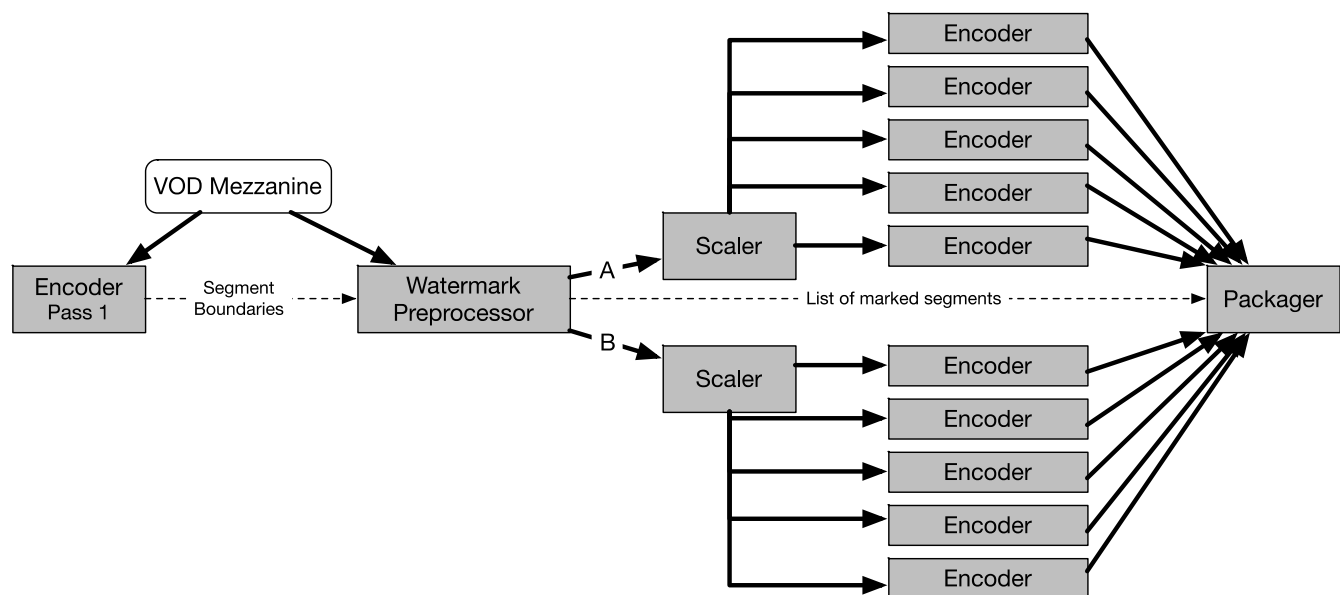 Encoder
Encoder
Encoder
Encoder
Encoder
VOD Mezzanine
Scaler
A
Encoder
Pass 1
Segment
Boundaries
Watermark
Preprocessor
List of marked segments
Packager
B
Scaler
Encoder
Encoder
Encoder
Encoder
Encoder